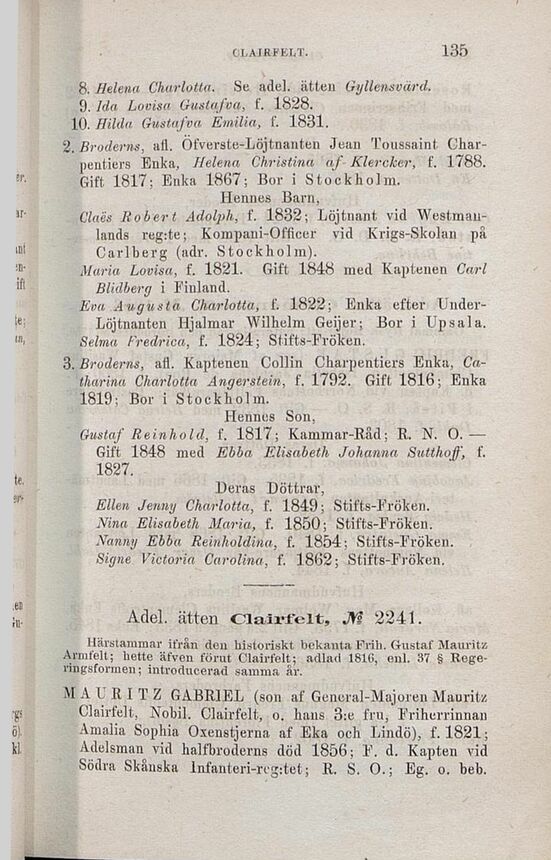 CLAIRFELT. 135
8. Helena Charlotta. Se adel. ätten Gyllensvärd.
9. Ida Lovisa Gustafva, f. 1828.
10. Hilda Gustafva Emilia, f. 1831.
2. Broderns, afl. Öfverste-Löjtnanten Jean Toussaint Char-
pentiers Enka, Helena Christina af Klercker, f. 1788.
Gift 1817; Enka 1867; Bor i Stockholm.
Hennes Barn,
Claës Robert Adolph, f. 1832; Löjtnant vid Westman-
lands reg:te; Kompani-Officer vid Krigs-Skolan på
Carlberg (adr. Stockholm).
Maria Lovisa, f. 1821. Gift 1848 med Kaptenen Carl
Blidberg i Finland.
Eva Augusta Charlotta, f. 1822; Enka efter Under-
Löjtnanten Hjalmar Wilhelm Geijer; Bor i Upsala.
Selma Fredrica, f. 1824; Stifts-Fröken.
3. Broderns, afl. Kaptenen Collin Charpentiers Enka, Ca-
tharina Charlotta Angerstein, f. 1792. Gift 1816; Enka
1819; Bor i Stockholm.
Hennes Son,
Gustaf Reinhold, f. 1817; Kammar-Råd; R. N. O. —
Gift 1848 med Ebba Elisabeth Johanna Sutthoff, f.
1827.
Deras Döttrar,
Ellen Jenny Charlotta, f. 1849; Stifts-Fröken.
Nina Elisabeth Maria, f. 1850; Stifts-Fröken.
Nanny Ebba Reinholdina, f. 1854; Stifts-Fröken.
Signe Victoria Carolina, f. 1862; Stifts-Fröken.
Adel. ätten Clairfelt, № 2241.
Härstammar ifrån den historiskt bekanta Frih. Gustaf Mauritz
Armfelt; hette äfven förut Clairfelt; adlad 1816, enl. 37 § Rege-
ringsformen; introducerad samma år.
MAURITZ GABRIEL (son af General-Majoren Mauritz
Clairfelt, Nobil. Clairfelt, o. hans 3:e fru, Friherrinnan
Amalia Sophia Oxenstjerna af Eka och Lindö), f. 1821;
Adelsman vid halfbroderns död 1856; F. d. Kapten vid
Södra Skånska Infanteri-reg:tet; R. S. O.; Eg. o. beb.